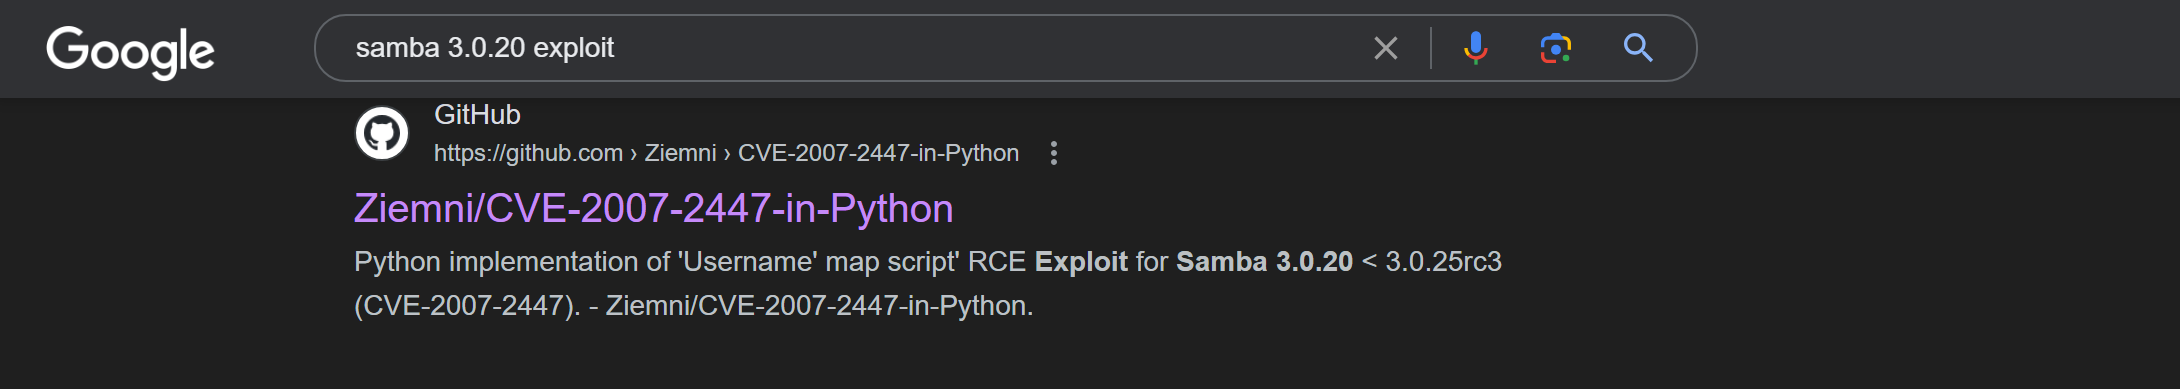 Google
samba 3.0.20 exploit
GitHub
https://github.com › Ziemni › CVE-2007-2447-in-Python
Ziemni/CVE-2007-2447-in-Python
Python implementation of 'Username' map script' RCE Exploit for Samba 3.0.20 < 3.0.25rc3
(CVE-2007-2447). - Ziemni/CVE-2007-2447-in-Python.